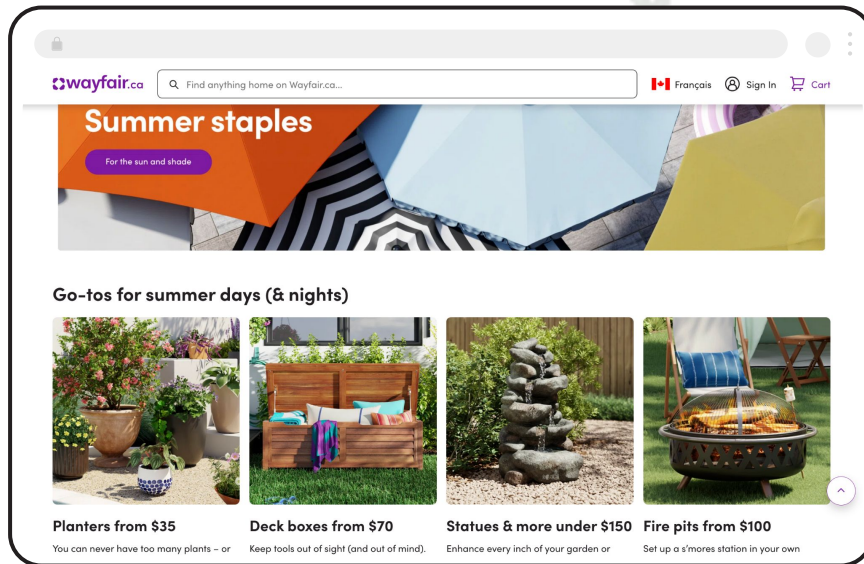 wayfair.ca
Find anything home on Wayfair.ca...
Français
Sign In
Cart
Summer staples
For the sun and shade
Go-tos for summer days (& nights)
Planters from $35
You can never have too many plants – or
Deck boxes from $70
Keep tools out of sight (and out of mind).
Statues & more under $150
Enhance every inch of your garden or
Fire pits from $100
Set up a s’mores station in your own